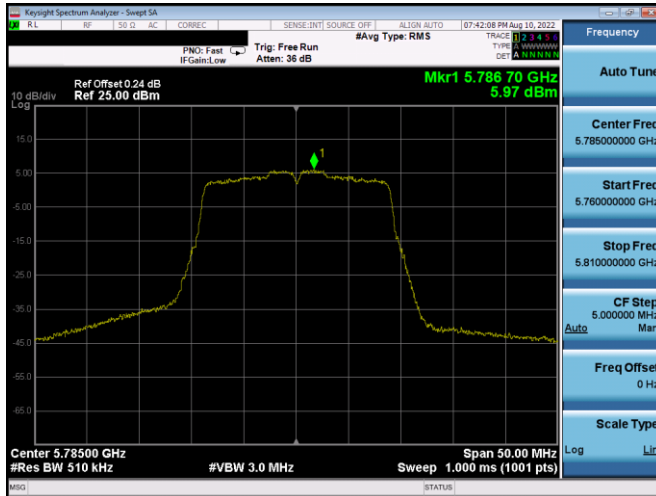 Keysight Spectrum Analyzer - Swept SA
RL RF 50 Ω AC CORREC SENSE:INT SOURCE OFF ALIGN AUTO 07:42:08 PM Aug 10, 2022
#Avg Type: RMS
TRACE 1 2 3 4 5 6
PNO: Fast Trig: Free Run
TYPE A WWWWW
IFGain:Low Atten: 36 dB
DET A N N N N N
Mkr1 5.786 70 GHz
5.97 dBm
Ref Offset 0.24 dB
10 dB/div Ref 25.00 dBm
Log
15.0
5.00
-5.00
-15.0
-25.0
-35.0
-45.0
-55.0
-65.0
1
Center 5.78500 GHz Span 50.00 MHz
#Res BW 510 kHz #VBW 3.0 MHz Sweep 1.000 ms (1001 pts)
MSG STATUS
Frequency
Auto Tune
Center Freq
5.785000000 GHz
Start Freq
5.760000000 GHz
Stop Freq
5.810000000 GHz
CF Step
5.000000 MHz
Auto Man
Freq Offset
0 Hz
Scale Type
Log Lin